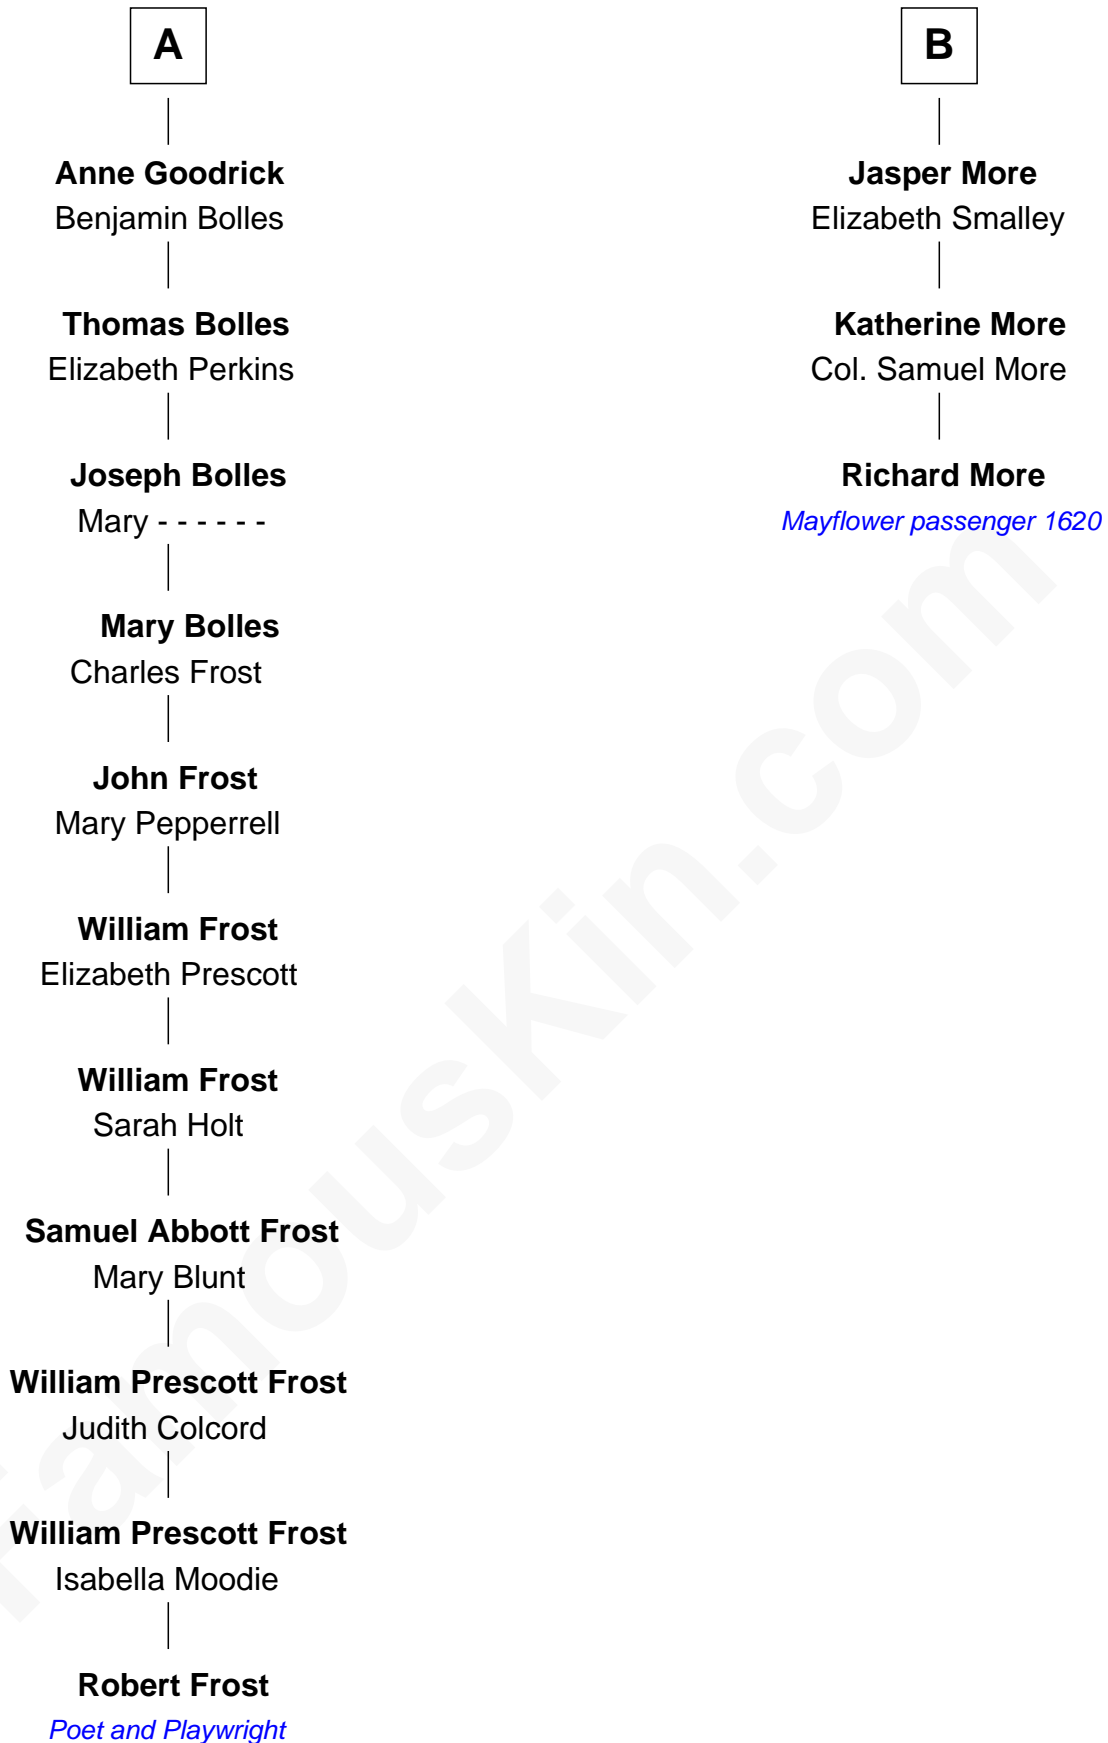 A
Anne Goodrick
Benjamin Bolles
Thomas Bolles
Elizabeth Perkins
Joseph Bolles
Mary - - - - - -
Mary Bolles
Charles Frost
John Frost
Mary Pepperrell
William Frost
Elizabeth Prescott
William Frost
Sarah Holt
Samuel Abbott Frost
Mary Blunt
William Prescott Frost
Judith Colcord
William Prescott Frost
Isabella Moodie
Robert Frost
Poet and Playwright
B
Jasper More
Elizabeth Smalley
Katherine More
Col. Samuel More
Richard More
Mayflower passenger 1620
FamousKin.com